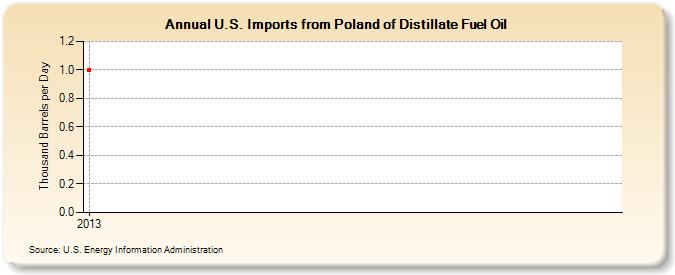 Annual U.S. Imports from Poland of Distillate Fuel Oil
Thousand Barrels per Day
1.2
1.0
0.8
0.6
0.4
0.2
0.0
2013
Source: U.S. Energy Information Administration